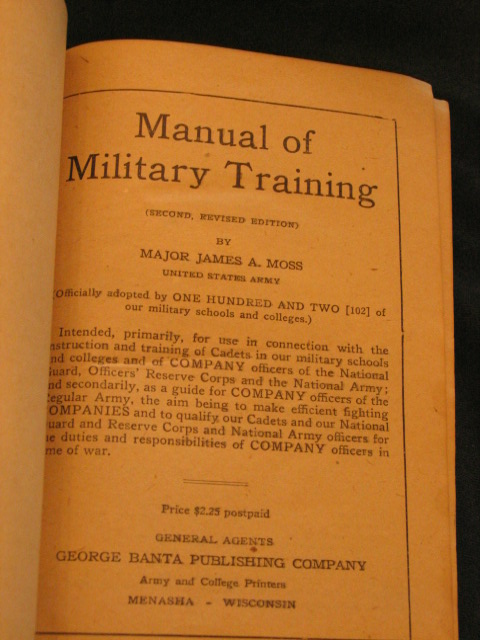 Manual of
Military Training
(SECOND, REVISED EDITION)
BY
MAJOR JAMES A. MOSS
UNITED STATES ARMY
(Officially adopted by ONE HUNDRED AND TWO [102] of
our military schools and colleges.)
Intended, primarily, for use in connection with the
nstruction and training of Cadets in our military schools
nd colleges and of COMPANY officers of the National
uard, Officers' Reserve Corps and the National Army;
nd secondarily, as a guide for COMPANY officers of the
egular Army, the aim being to make efficient fighting
OMPANIES and to qualify our Cadets and our National
uard and Reserve Corps and National Army officers for
he duties and responsibilities of COMPANY officers in
me of war.
Price $2.25 postpaid
GENERAL AGENTS
GEORGE BANTA PUBLISHING COMPANY
Army and College Printers
MENASHA - WISCONSIN